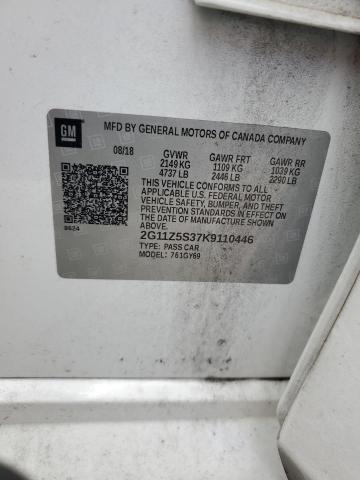 GM
MFD BY GENERAL MOTORS OF CANADA COMPANY
08/18 GVWR GAWR FRT GAWR RR
2149 KG 1109 KG 1039 KG
4737 LB 2446 LB 2290 LB
THIS VEHICLE CONFORMS TO ALL
APPLICABLE U.S. FEDERAL MOTOR
VEHICLE SAFETY, BUMPER, AND THEFT
PREVENTION STANDARDS IN EFFECT ON
THE DATE OF MANUFACTURE SHOWN
ABOVE.
8624
2G11Z5S37K9110446
TYPE: PASS CAR
MODEL: 761GY69